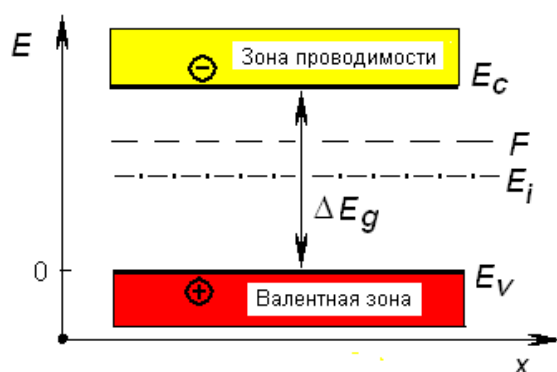 E
Зона проводимости
E_C
F
E_i
ΔE_g
0
E_V
Валентная зона
x